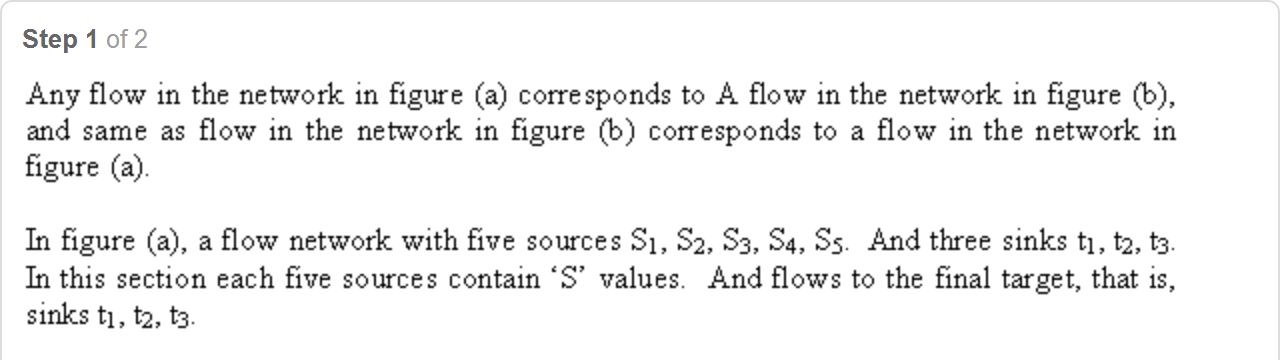 Step 1 of 2
Any flow in the network in figure (a) corresponds to A flow in the network in figure (b),
and same as flow in the network in figure (b) corresponds to a flow in the network in
figure (a).
In figure (a), a flow network with five sources S1, S2, S3, S4, S5. And three sinks t1, t2, t3.
In this section each five sources contain ‘S’ values. And flows to the final target, that is,
sinks t1, t2, t3.